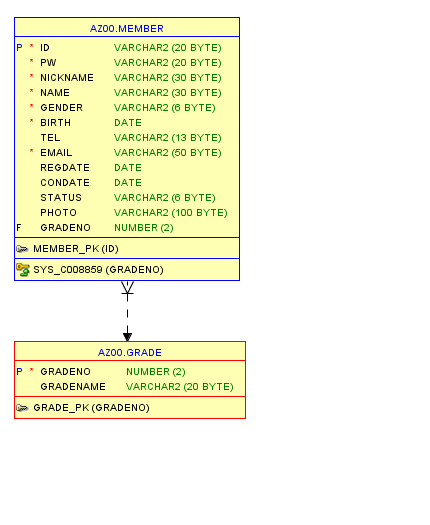 AZ00.MEMBER
P * ID VARCHAR2 (20 BYTE)
* PW VARCHAR2 (20 BYTE)
* NICKNAME VARCHAR2 (30 BYTE)
* NAME VARCHAR2 (30 BYTE)
* GENDER VARCHAR2 (6 BYTE)
* BIRTH DATE
TEL VARCHAR2 (13 BYTE)
* EMAIL VARCHAR2 (50 BYTE)
REGDATE DATE
CONDATE DATE
STATUS VARCHAR2 (6 BYTE)
PHOTO VARCHAR2 (100 BYTE)
F GRADENO NUMBER (2)
MEMBER_PK (ID)
SYS_C008859 (GRADENO)
AZ00.GRADE
P * GRADENO NUMBER (2)
GRADENAME VARCHAR2 (20 BYTE)
GRADE_PK (GRADENO)